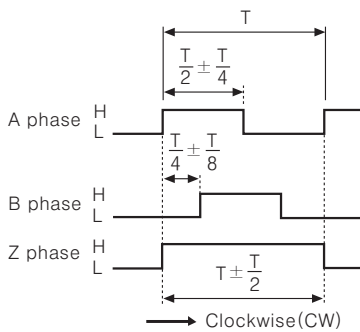 T
T/2 ± T/4
A phase H
L
T/4 ± T/8
B phase H
L
Z phase H
L
T ± T/2
Clockwise(CW)